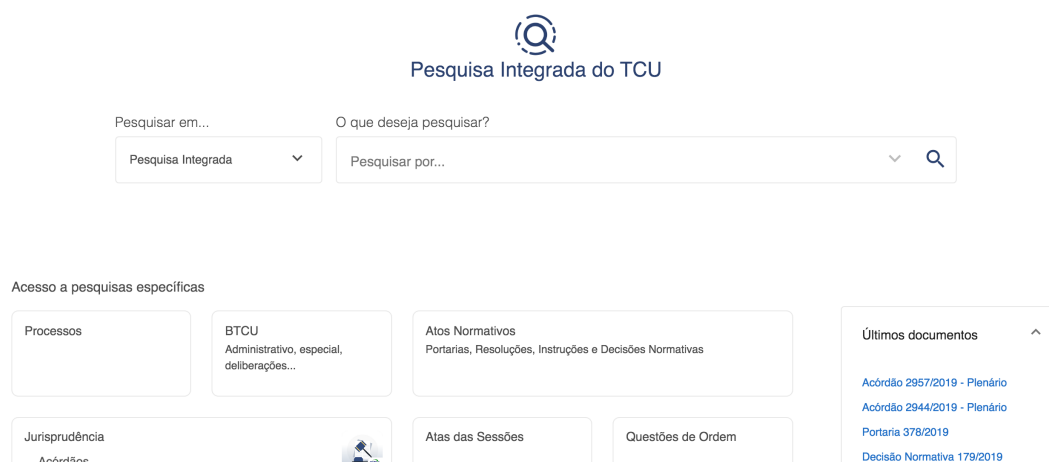 Pesquisa Integrada do TCU
Pesquisar em...
O que deseja pesquisar?
Pesquisa Integrada
Pesquisar por...
Acesso a pesquisas específicas
Processos
BTCU
Administrativo, especial,
deliberações...
Atos Normativos
Portarias, Resoluções, Instruções e Decisões Normativas
Últimos documentos
Acórdão 2957/2019 - Plenário
Acórdão 2944/2019 - Plenário
Portaria 378/2019
Decisão Normativa 179/2019
Jurisprudência
Acórdãos
Atas das Sessões
Questões de Ordem